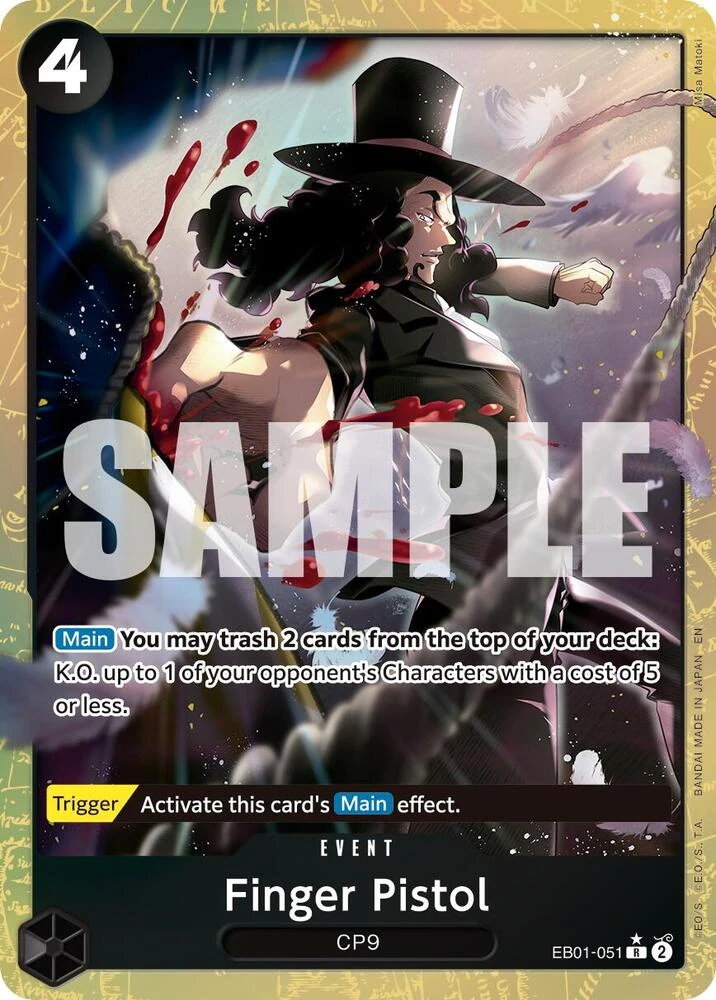 4
Misa Matoki
SAMPLE
Main You may trash 2 cards from the top of your deck:
K.O. up to 1 of your opponent's Characters with a cost of 5
or less.
Trigger Activate this card's Main effect.
EVENT
Finger Pistol
CP9
EB01-051 R 2
©EO/S. ©E.O./S., T.A. BANDAI MADE IN JAPAN EN